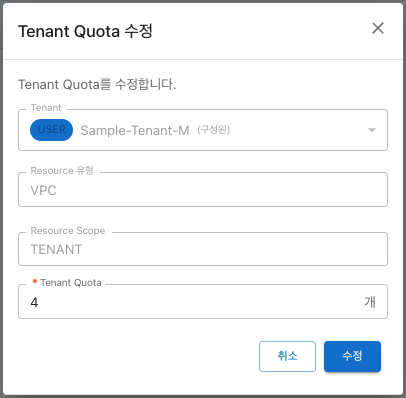 Tenant Quota 수정
Tenant Quota를 수정합니다.
Tenant
USER Sample-Tenant-M (구성원)
Resource 유형
VPC
Resource Scope
TENANT
* Tenant Quota
4 개
취소 수정